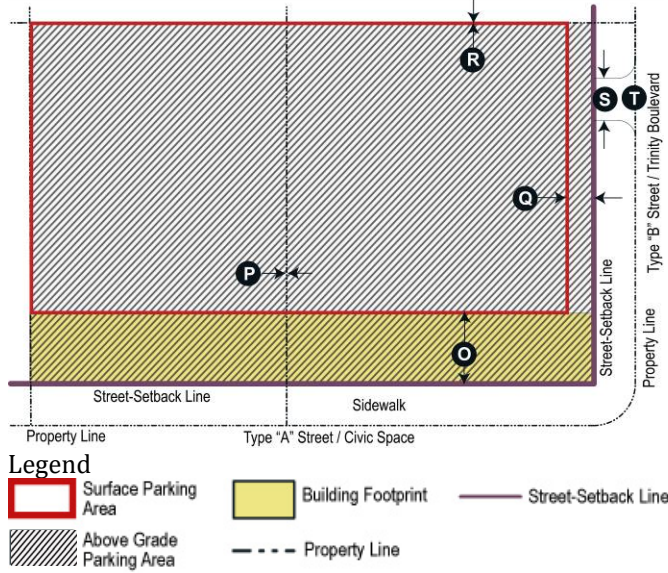 R
S T
Type "B" Street / Trinity Boulevard
Q
P
Street-Setback Line
Property Line
O
Street-Setback Line
Sidewalk
Property Line
Type "A" Street / Civic Space
Legend
Surface Parking
Area
Building Footprint
Street-Setback Line
Above Grade
Parking Area
Property Line